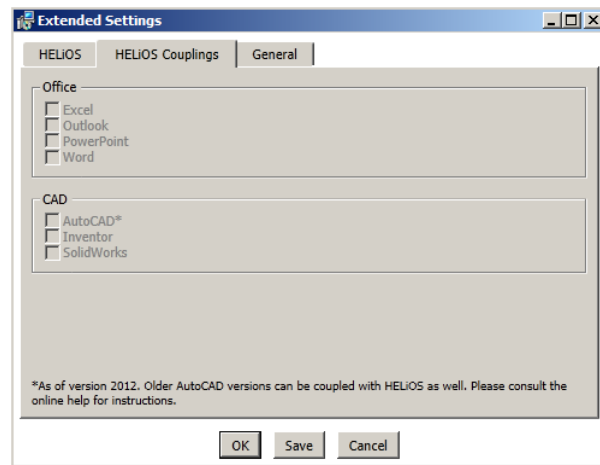 Extended Settings
HELiOS HELiOS Couplings General
Office
Excel
Outlook
PowerPoint
Word
CAD
AutoCAD*
Inventor
SolidWorks
*As of version 2012. Older AutoCAD versions can be coupled with HELiOS as well. Please consult the
online help for instructions.
OK Save Cancel